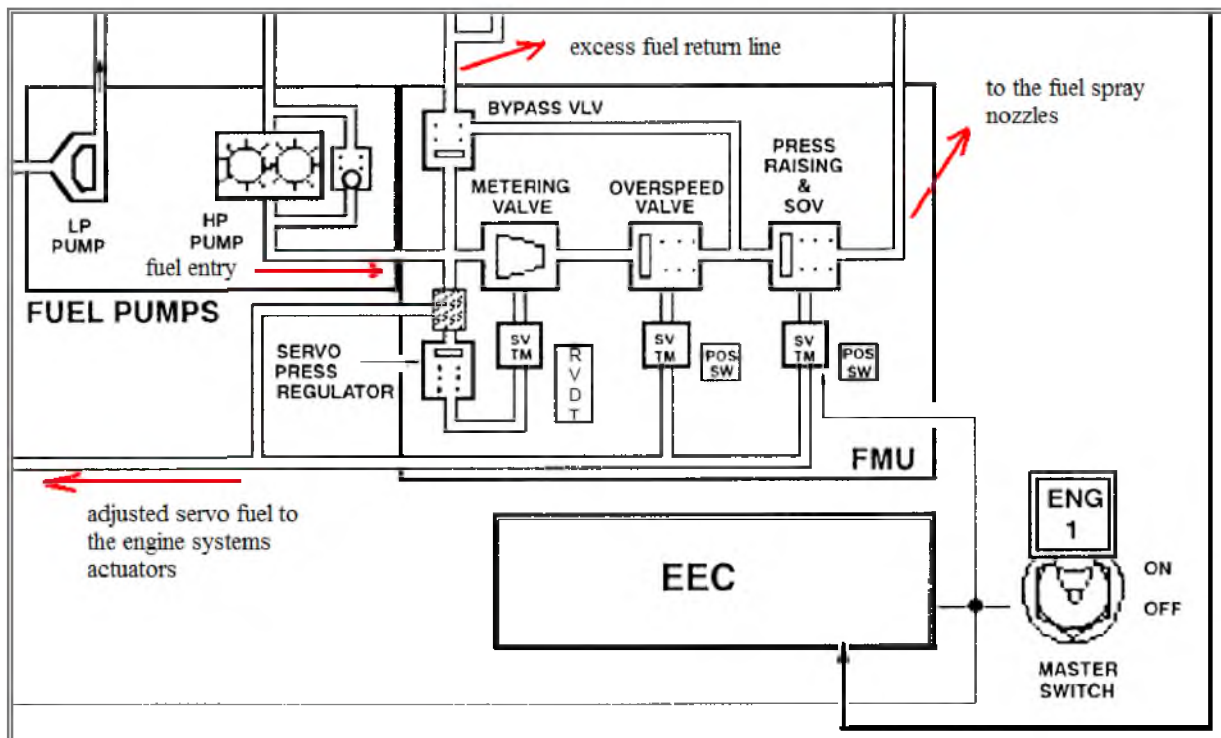 excess fuel return line
to the fuel spray
nozzles
BYPASS VLV
PRESS
RAISING
&
SOV
METERING
VALVE
OVERSPEED
VALVE
LP
PUMP
HP
PUMP
fuel entry
FUEL PUMPS
SERVO
PRESS
REGULATOR
SV
TM
R
V
D
T
SV
TM
POS
SW
SV
TM
POS
SW
FMU
adjusted servo fuel to
the engine systems
actuators
EEC
ENG
1
ON
OFF
MASTER
SWITCH